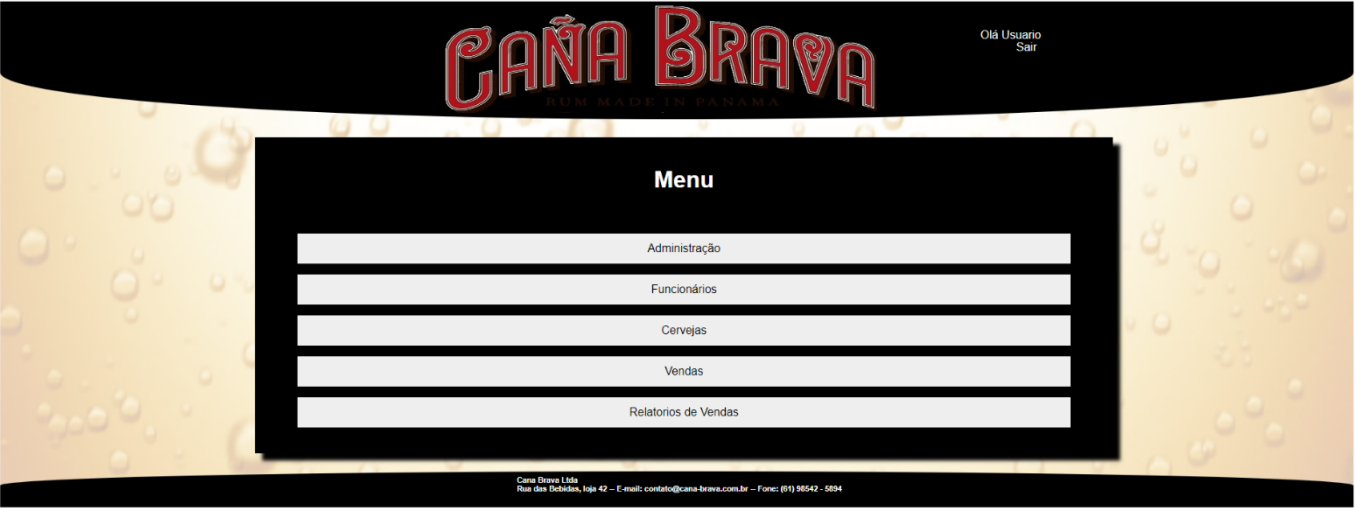 CAÑA BRAVA
RUM MADE IN PANAMA
Olá Usuario
Sair
Menu
Administração
Funcionários
Cervejas
Vendas
Relatorios de Vendas
Cana Brava Ltda
Rua das Bebidas, loja 42 – E-mail: contato@cana-brava.com.br – Fone: (61) 98542 - 5894